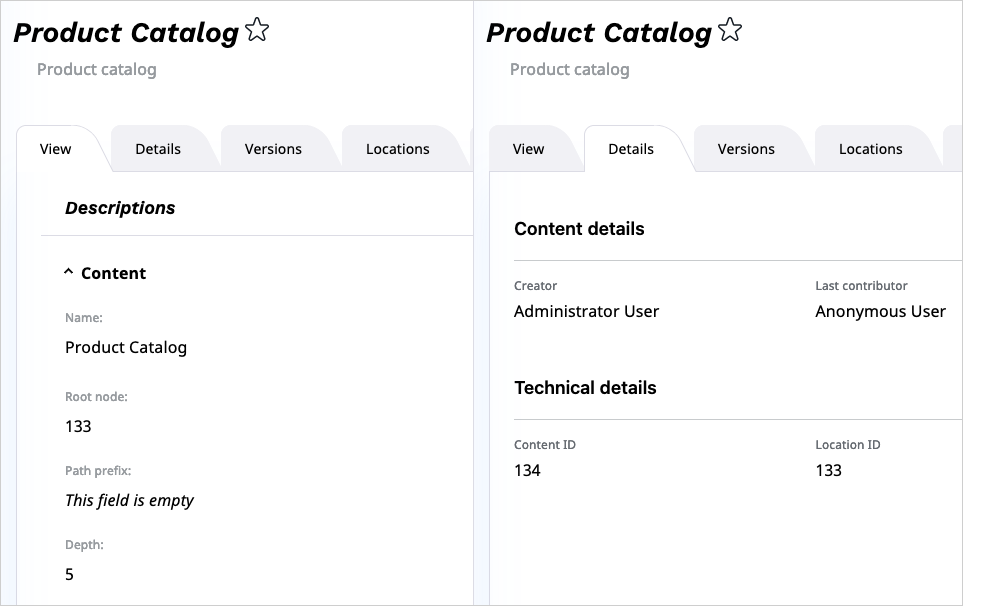 Product Catalog
Product catalog
View Details Versions Locations
Descriptions
Content
Name:
Product Catalog
Root node:
133
Path prefix:
This field is empty
Depth:
5
Product Catalog
Product catalog
View Details Versions Locations
Content details
Creator Last contributor
Administrator User Anonymous User
Technical details
Content ID Location ID
134 133